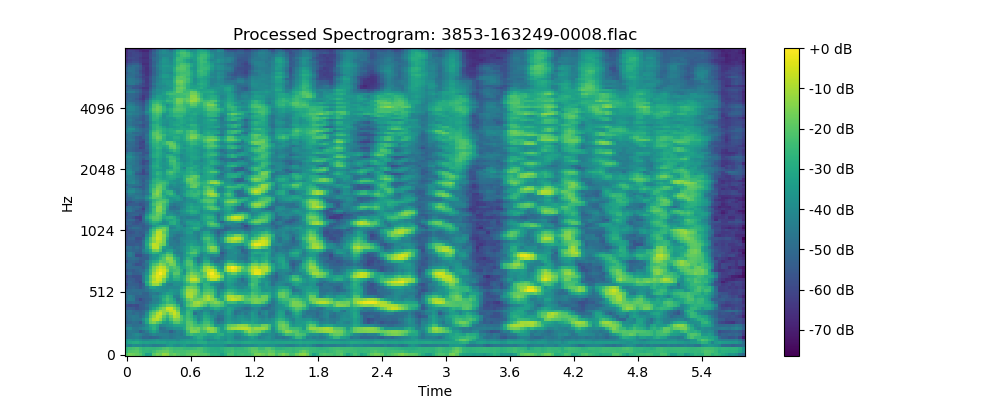 Processed Spectrogram: 3853-163249-0008.flac
Hz
4096
2048
1024
512
0
0 0.6 1.2 1.8 2.4 3 3.6 4.2 4.8 5.4
Time
+0 dB
-10 dB
-20 dB
-30 dB
-40 dB
-50 dB
-60 dB
-70 dB